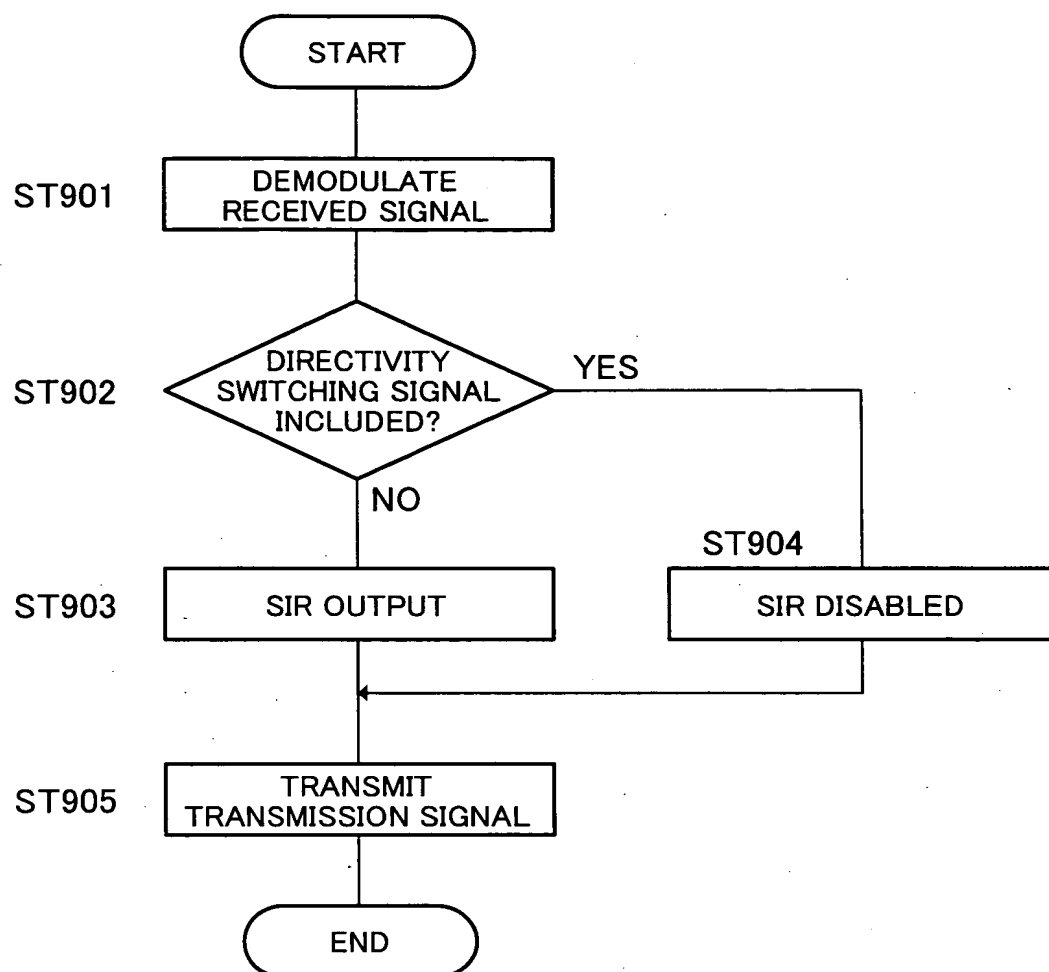 START
ST901
DEMODULATE
RECEIVED SIGNAL
ST902
DIRECTIVITY
SWITCHING SIGNAL
INCLUDED?
YES
NO
ST904
ST903
SIR OUTPUT
SIR DISABLED
ST905
TRANSMIT
TRANSMISSION SIGNAL
END